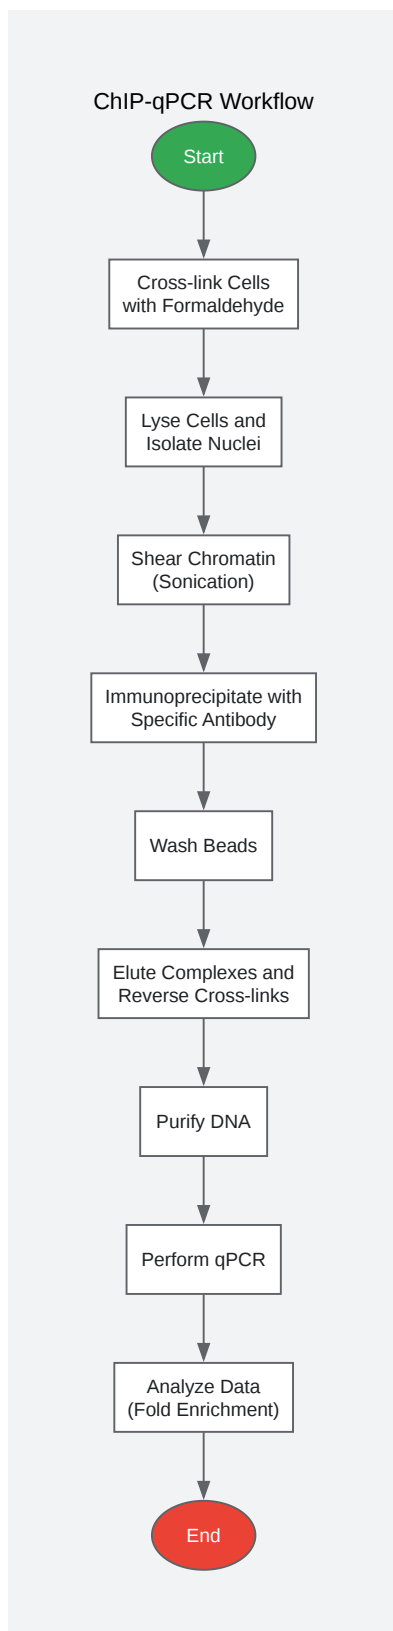 ChIP-qPCR Workflow
Start
Cross-link Cells
with Formaldehyde
Lyse Cells and
Isolate Nuclei
Shear Chromatin
(Sonication)
Immunoprecipitate with
Specific Antibody
Wash Beads
Elute Complexes and
Reverse Cross-links
Purify DNA
Perform qPCR
Analyze Data
(Fold Enrichment)
End